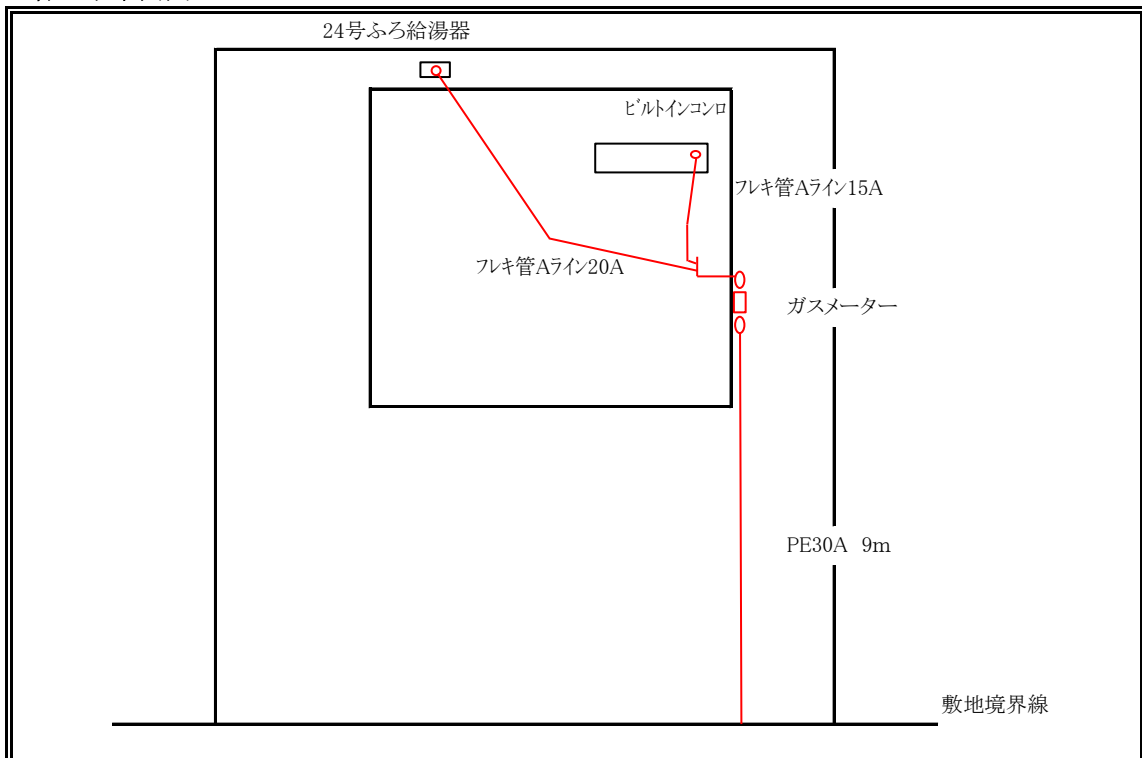 24号ふろ給湯器
ビルトインコンロ
フレキ管Aライン15A
フレキ管Aライン20A
ガスメーター
PE30A 9m
敷地境界線